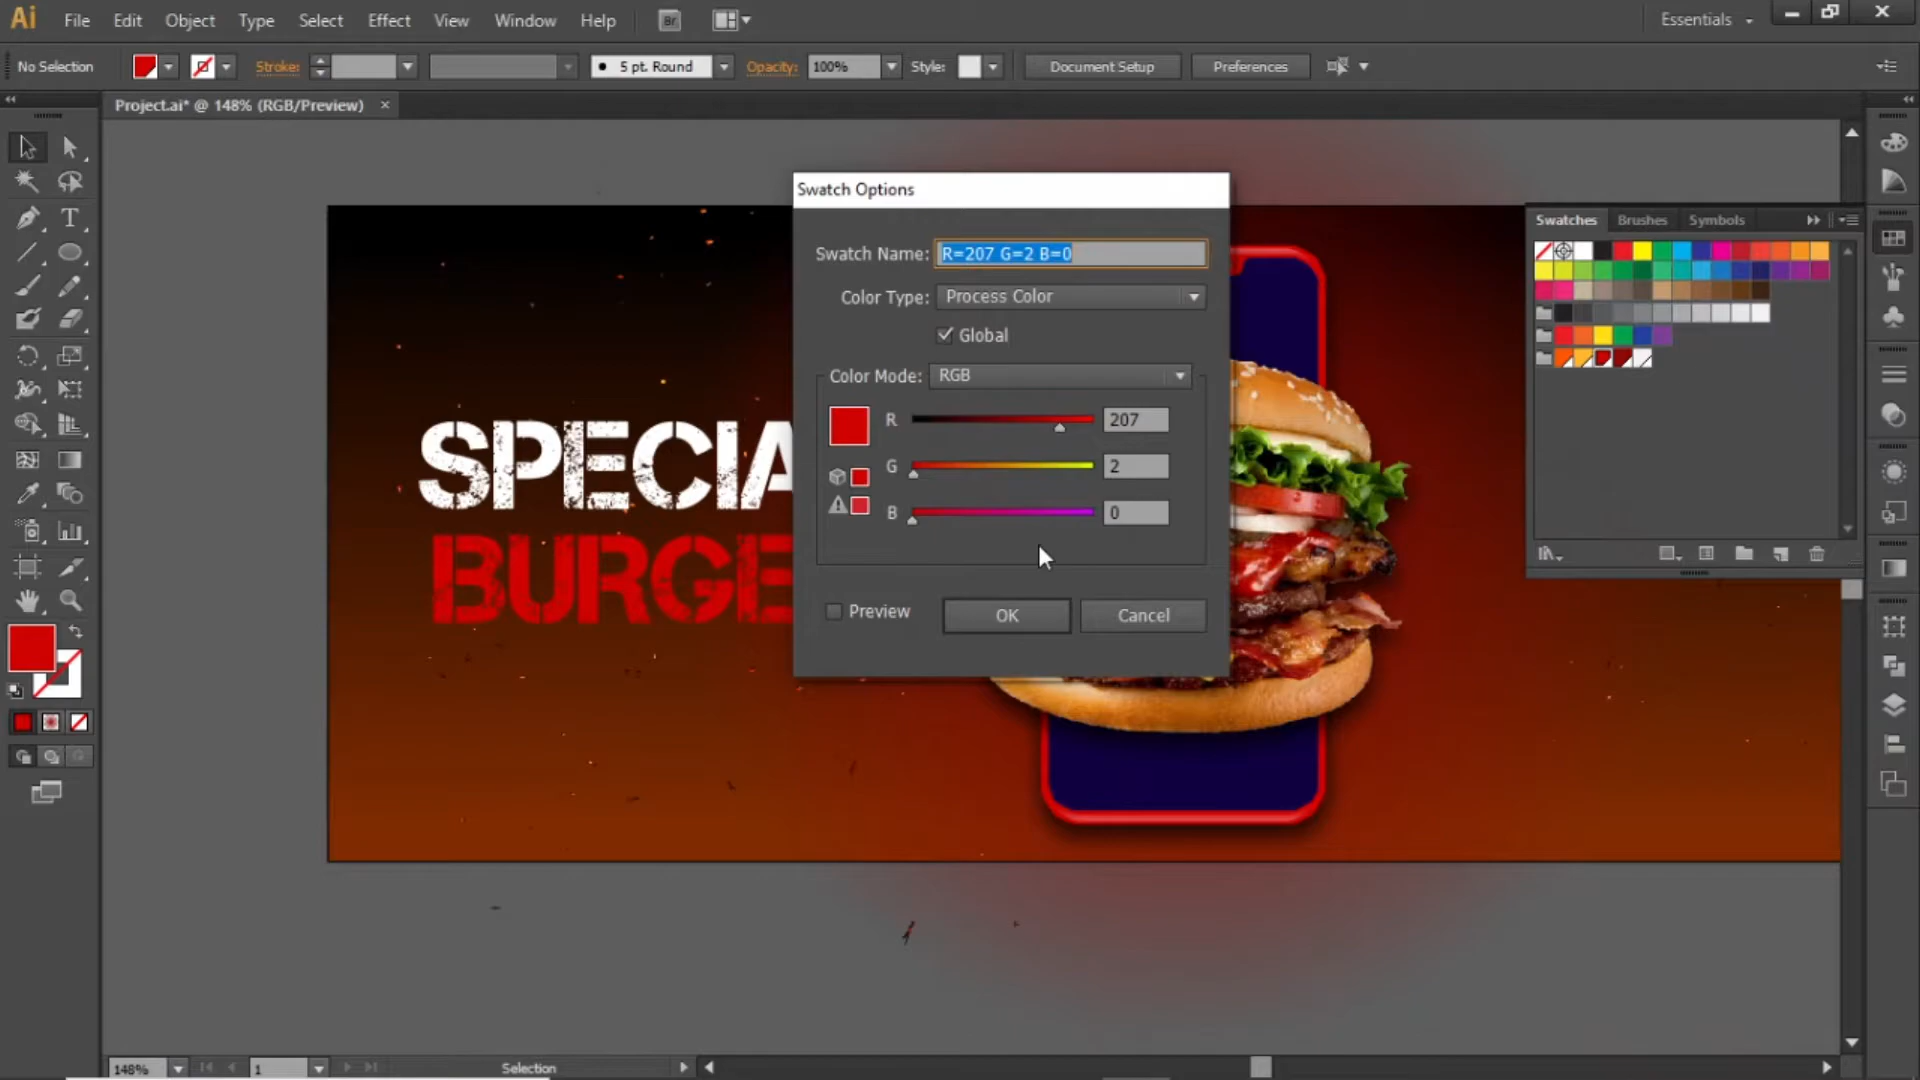 Ai File Edit Object Type Select Effect View Window Help Br Essentials
No Selection Stroke: 5 pt. Round Opacity: 100% Style: Document Setup Preferences
Project.ai* @ 148% (RGB/Preview) ×
Swatch Options
Swatch Name: R=207 G=2 B=0
Color Type: Process Color
Global
Color Mode: RGB
R 207
G 2
B 0
Preview OK Cancel
Swatches Brushes Symbols
T
SPECIA
BURGE
148% 1 Selection